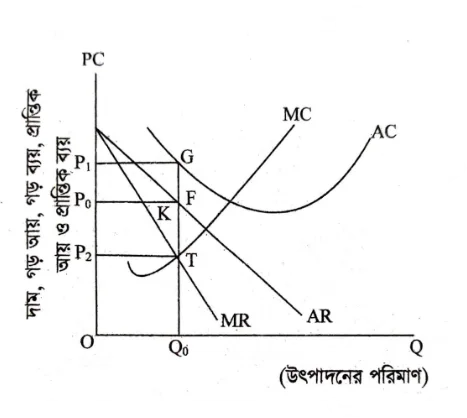 PC
দাম, গড় আয়, গড় ব্যয়, প্রান্তিক
আয় ও প্রান্তিক ব্যয়
MC
AC
P₁
G
P₀
F
K
P₂
T
MR
AR
O
Q₀
Q
(উৎপাদনের পরিমাণ)